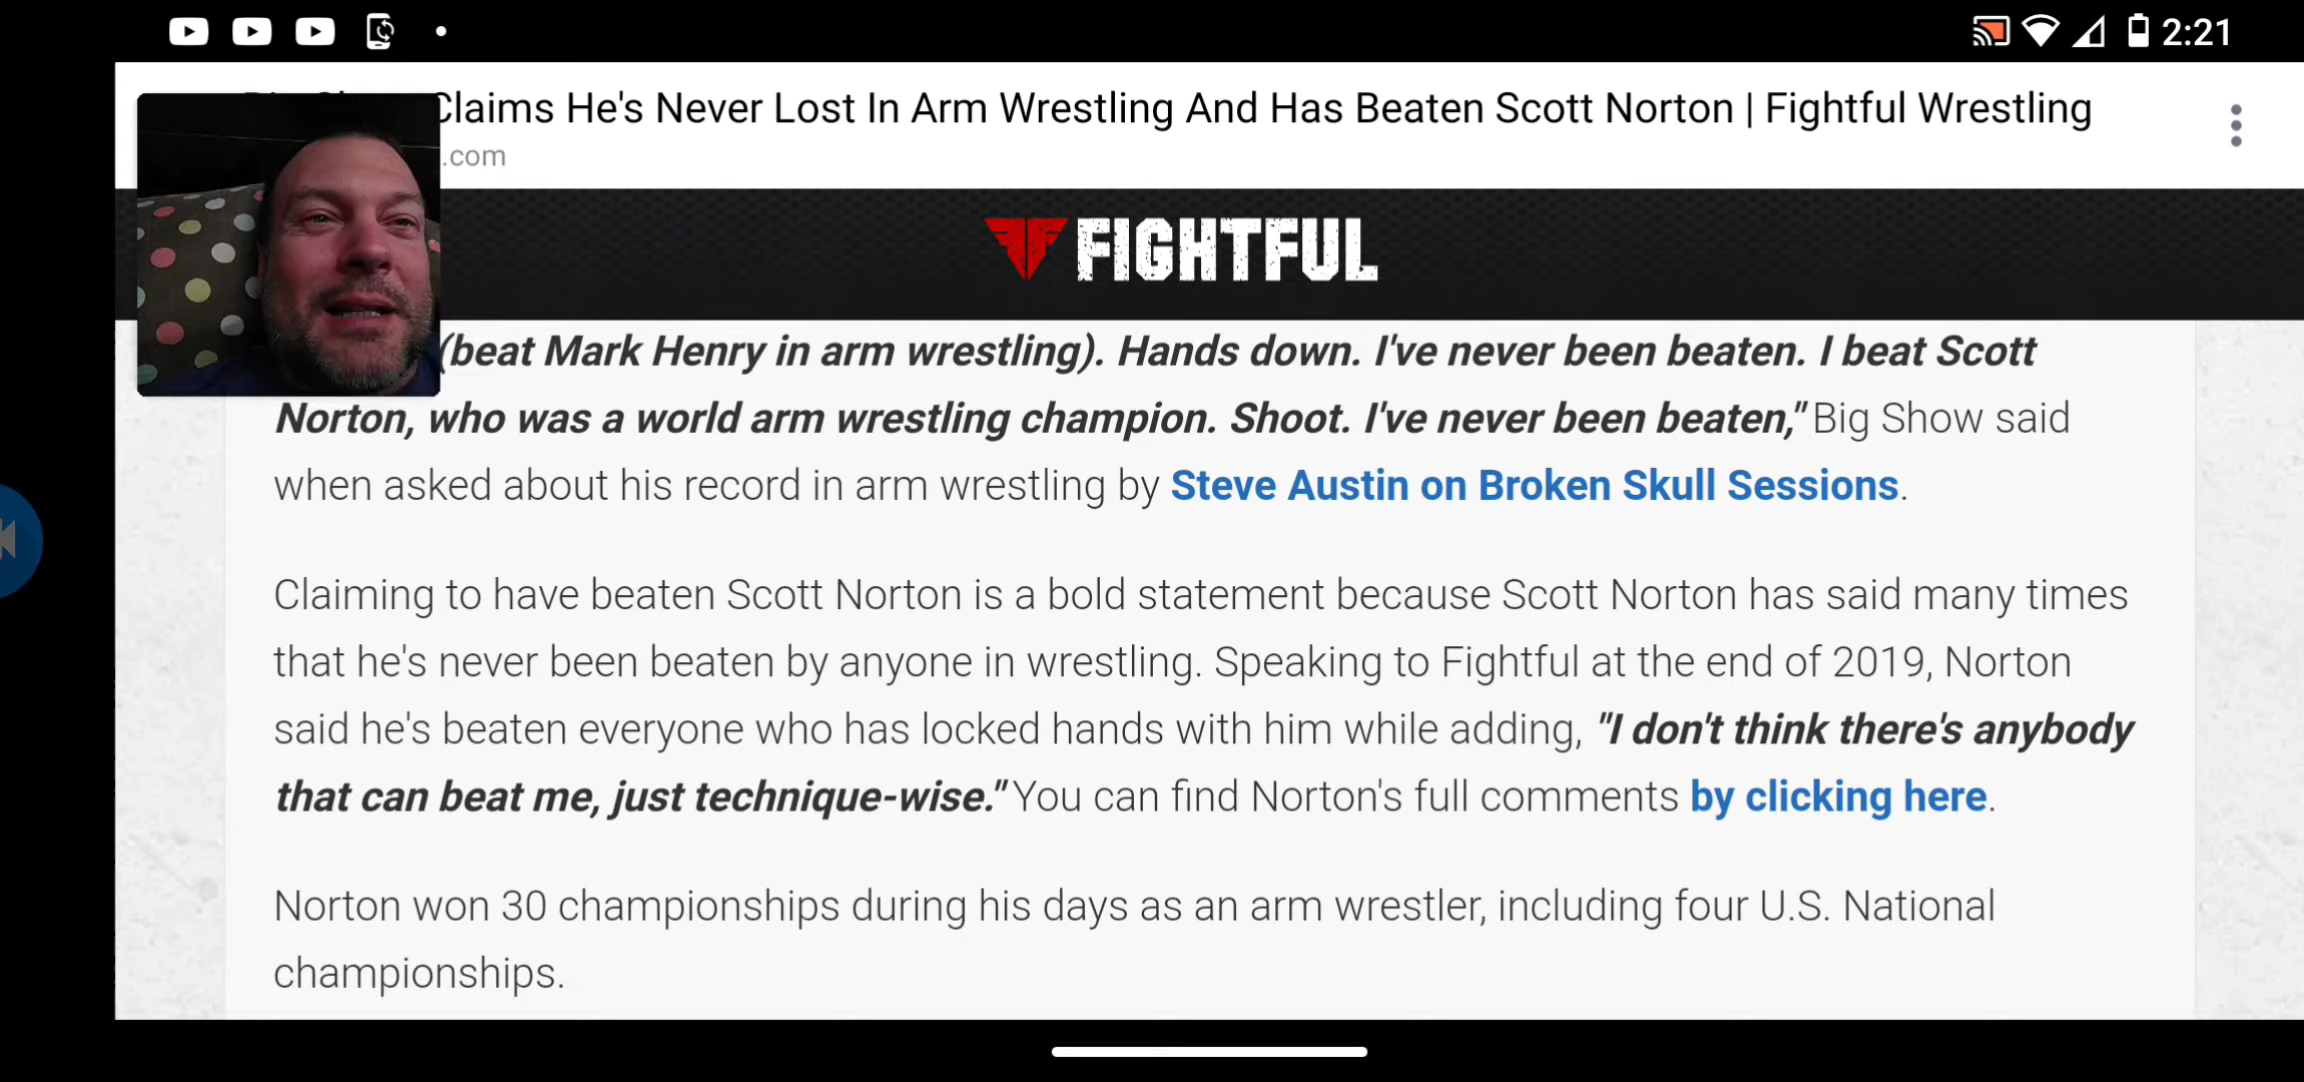 2:21
Claims He's Never Lost In Arm Wrestling And Has Beaten Scott Norton | Fightful Wrestling
.com
FIGHTFUL
(beat Mark Henry in arm wrestling). Hands down. I've never been beaten. I beat Scott
Norton, who was a world arm wrestling champion. Shoot. I've never been beaten," Big Show said
when asked about his record in arm wrestling by Steve Austin on Broken Skull Sessions.
Claiming to have beaten Scott Norton is a bold statement because Scott Norton has said many times
that he's never been beaten by anyone in wrestling. Speaking to Fightful at the end of 2019, Norton
said he's beaten everyone who has locked hands with him while adding, "I don't think there's anybody
that can beat me, just technique-wise." You can find Norton's full comments by clicking here.
Norton won 30 championships during his days as an arm wrestler, including four U.S. National
championships.